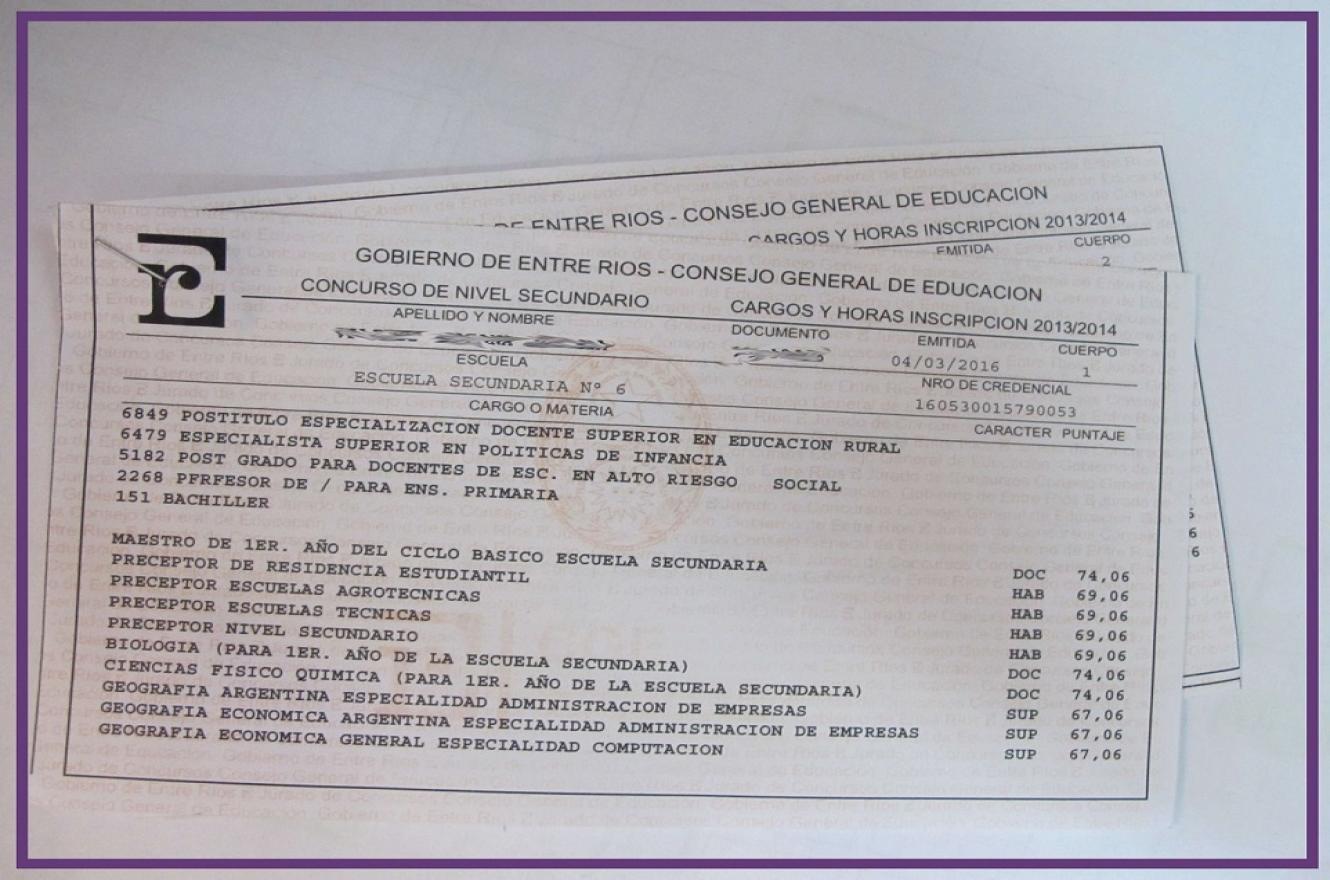 DE ENTRE RIOS - CONSEJO GENERAL DE EDUCACION
CARGOS Y HORAS INSCRIPCION 2013/2014
EMITIDA CUERPO
2
Er
GOBIERNO DE ENTRE RIOS - CONSEJO GENERAL DE EDUCACION
CONCURSO DE NIVEL SECUNDARIO CARGOS Y HORAS INSCRIPCION 2013/2014
APELLIDO Y NOMBRE DOCUMENTO EMITIDA CUERPO
04/03/2016 1
ESCUELA NRO DE CREDENCIAL
ESCUELA SECUNDARIA Nº 6 160530015790053
CARGO O MATERIA CARACTER PUNTAJE
6849 POSTITULO ESPECIALIZACION DOCENTE SUPERIOR EN EDUCACION RURAL
6479 ESPECIALISTA SUPERIOR EN POLITICAS DE INFANCIA
5182 POST GRADO PARA DOCENTES DE ESC. EN ALTO RIESGO SOCIAL
2268 PFRFESOR DE / PARA ENS. PRIMARIA
151 BACHILLER
MAESTRO DE 1ER. AÑO DEL CICLO BASICO ESCUELA SECUNDARIA DOC 74,06
PRECEPTOR DE RESIDENCIA ESTUDIANTIL HAB 69,06
PRECEPTOR ESCUELAS AGROTECNICAS HAB 69,06
PRECEPTOR ESCUELAS TECNICAS HAB 69,06
PRECEPTOR NIVEL SECUNDARIO HAB 69,06
BIOLOGIA (PARA 1ER. AÑO DE LA ESCUELA SECUNDARIA) DOC 74,06
CIENCIAS FISICO QUIMICA (PARA 1ER. AÑO DE LA ESCUELA SECUNDARIA) DOC 74,06
GEOGRAFIA ARGENTINA ESPECIALIDAD ADMINISTRACION DE EMPRESAS SUP 67,06
GEOGRAFIA ECONOMICA ARGENTINA ESPECIALIDAD ADMINISTRACION DE EMPRESAS SUP 67,06
GEOGRAFIA ECONOMICA GENERAL ESPECIALIDAD COMPUTACION SUP 67,06
6
6